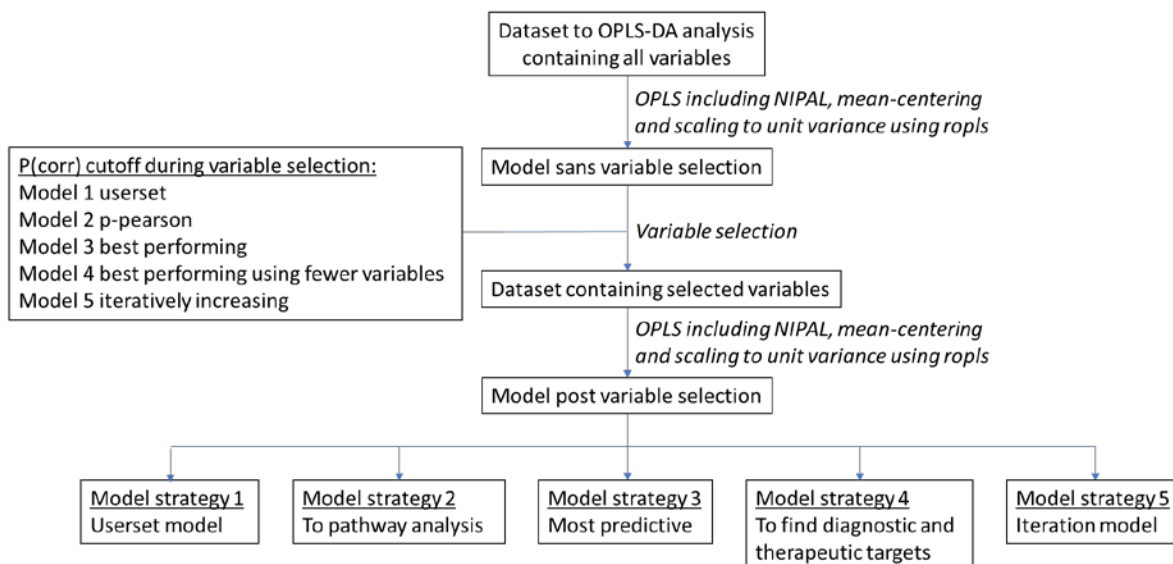 Dataset to OPLS-DA analysis
containing all variables
OPLS including NIPAL, mean-centering
and scaling to unit variance using ropls
Model sans variable selection
P(corr) cutoff during variable selection:
Model 1 userset
Model 2 p-pearson
Model 3 best performing
Model 4 best performing using fewer variables
Model 5 iteratively increasing
Variable selection
Dataset containing selected variables
OPLS including NIPAL, mean-centering
and scaling to unit variance using ropls
Model post variable selection
Model strategy 1
Userset model
Model strategy 2
To pathway analysis
Model strategy 3
Most predictive
Model strategy 4
To find diagnostic and
therapeutic targets
Model strategy 5
Iteration model